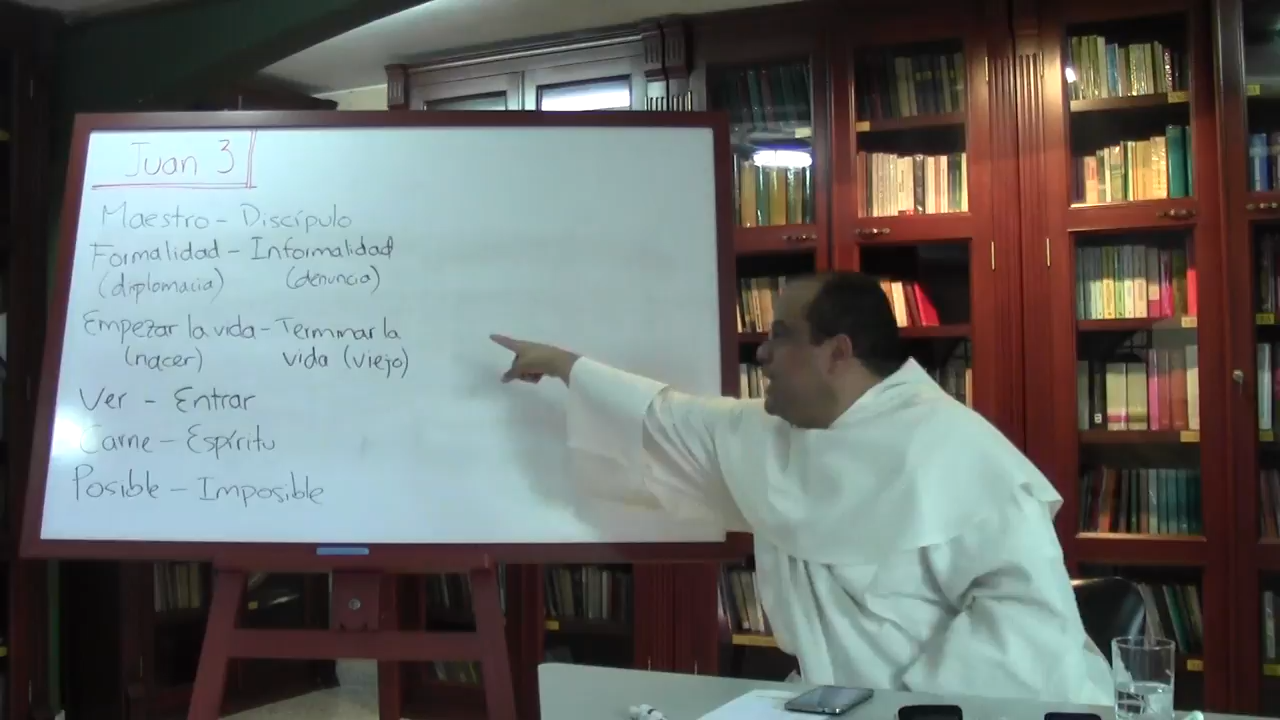 Juan 3
Maestro - Discípulo
Formalidad - Informalidad
(diplomacia) (denuncia)
Empezar la vida - Terminar la
(nacer) vida (viejo)
Ver - Entrar
Carne - Espíritu
Posible - Imposible